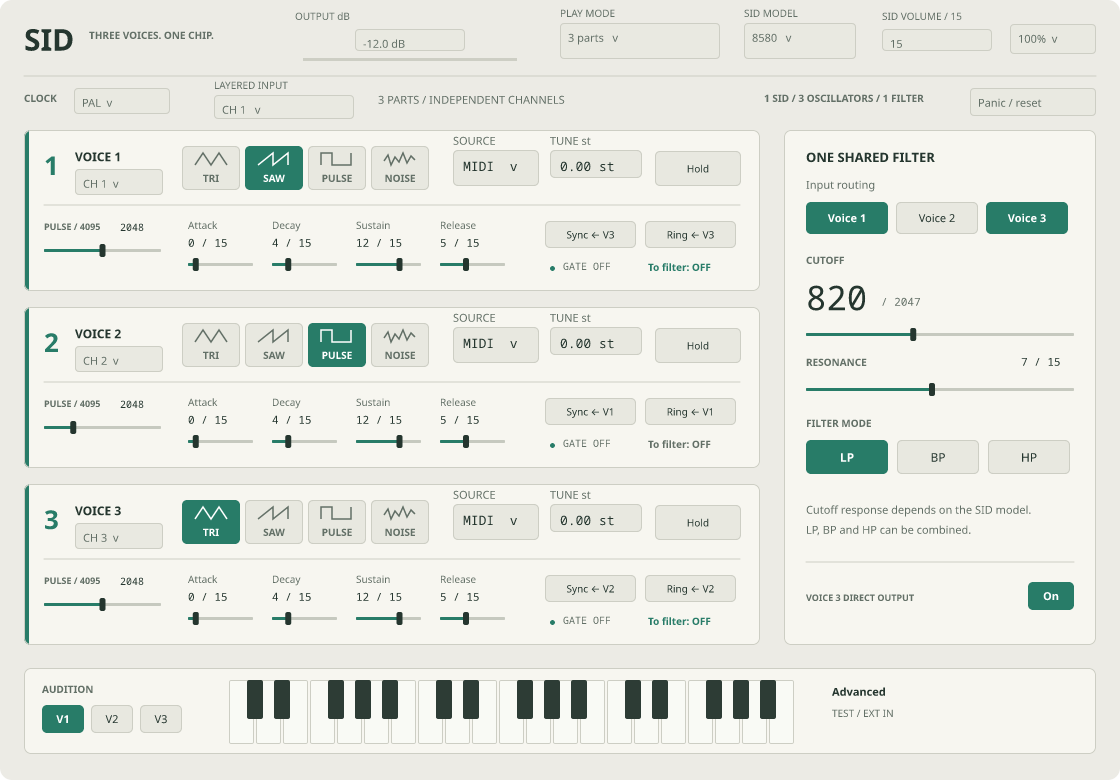 SID
THREE VOICES. ONE CHIP.
OUTPUT dB
-12.0 dB
PLAY MODE
3 parts v
SID MODEL
8580 v
SID VOLUME / 15
15
100% v
CLOCK
PAL v
LAYERED INPUT
CH 1 v
3 PARTS / INDEPENDENT CHANNELS
1 SID / 3 OSCILLATORS / 1 FILTER
Panic / reset
1
VOICE 1
CH 1 v
TRI
SAW
PULSE
NOISE
SOURCE
MIDI v
TUNE st
0.00 st
Hold
PULSE / 4095 2048
Attack
0 / 15
Decay
4 / 15
Sustain
12 / 15
Release
5 / 15
Sync ← V3
Ring ← V3
GATE OFF
To filter: OFF
2
VOICE 2
CH 2 v
TRI
SAW
PULSE
NOISE
SOURCE
MIDI v
TUNE st
0.00 st
Hold
PULSE / 4095 2048
Attack
0 / 15
Decay
4 / 15
Sustain
12 / 15
Release
5 / 15
Sync ← V1
Ring ← V1
GATE OFF
To filter: OFF
3
VOICE 3
CH 3 v
TRI
SAW
PULSE
NOISE
SOURCE
MIDI v
TUNE st
0.00 st
Hold
PULSE / 4095 2048
Attack
0 / 15
Decay
4 / 15
Sustain
12 / 15
Release
5 / 15
Sync ← V2
Ring ← V2
GATE OFF
To filter: OFF
ONE SHARED FILTER
Input routing
Voice 1
Voice 2
Voice 3
CUTOFF
820 / 2047
RESONANCE 7 / 15
FILTER MODE
LP
BP
HP
Cutoff response depends on the SID model.
LP, BP and HP can be combined.
VOICE 3 DIRECT OUTPUT
On
AUDITION
V1
V2
V3
Advanced
TEST / EXT IN